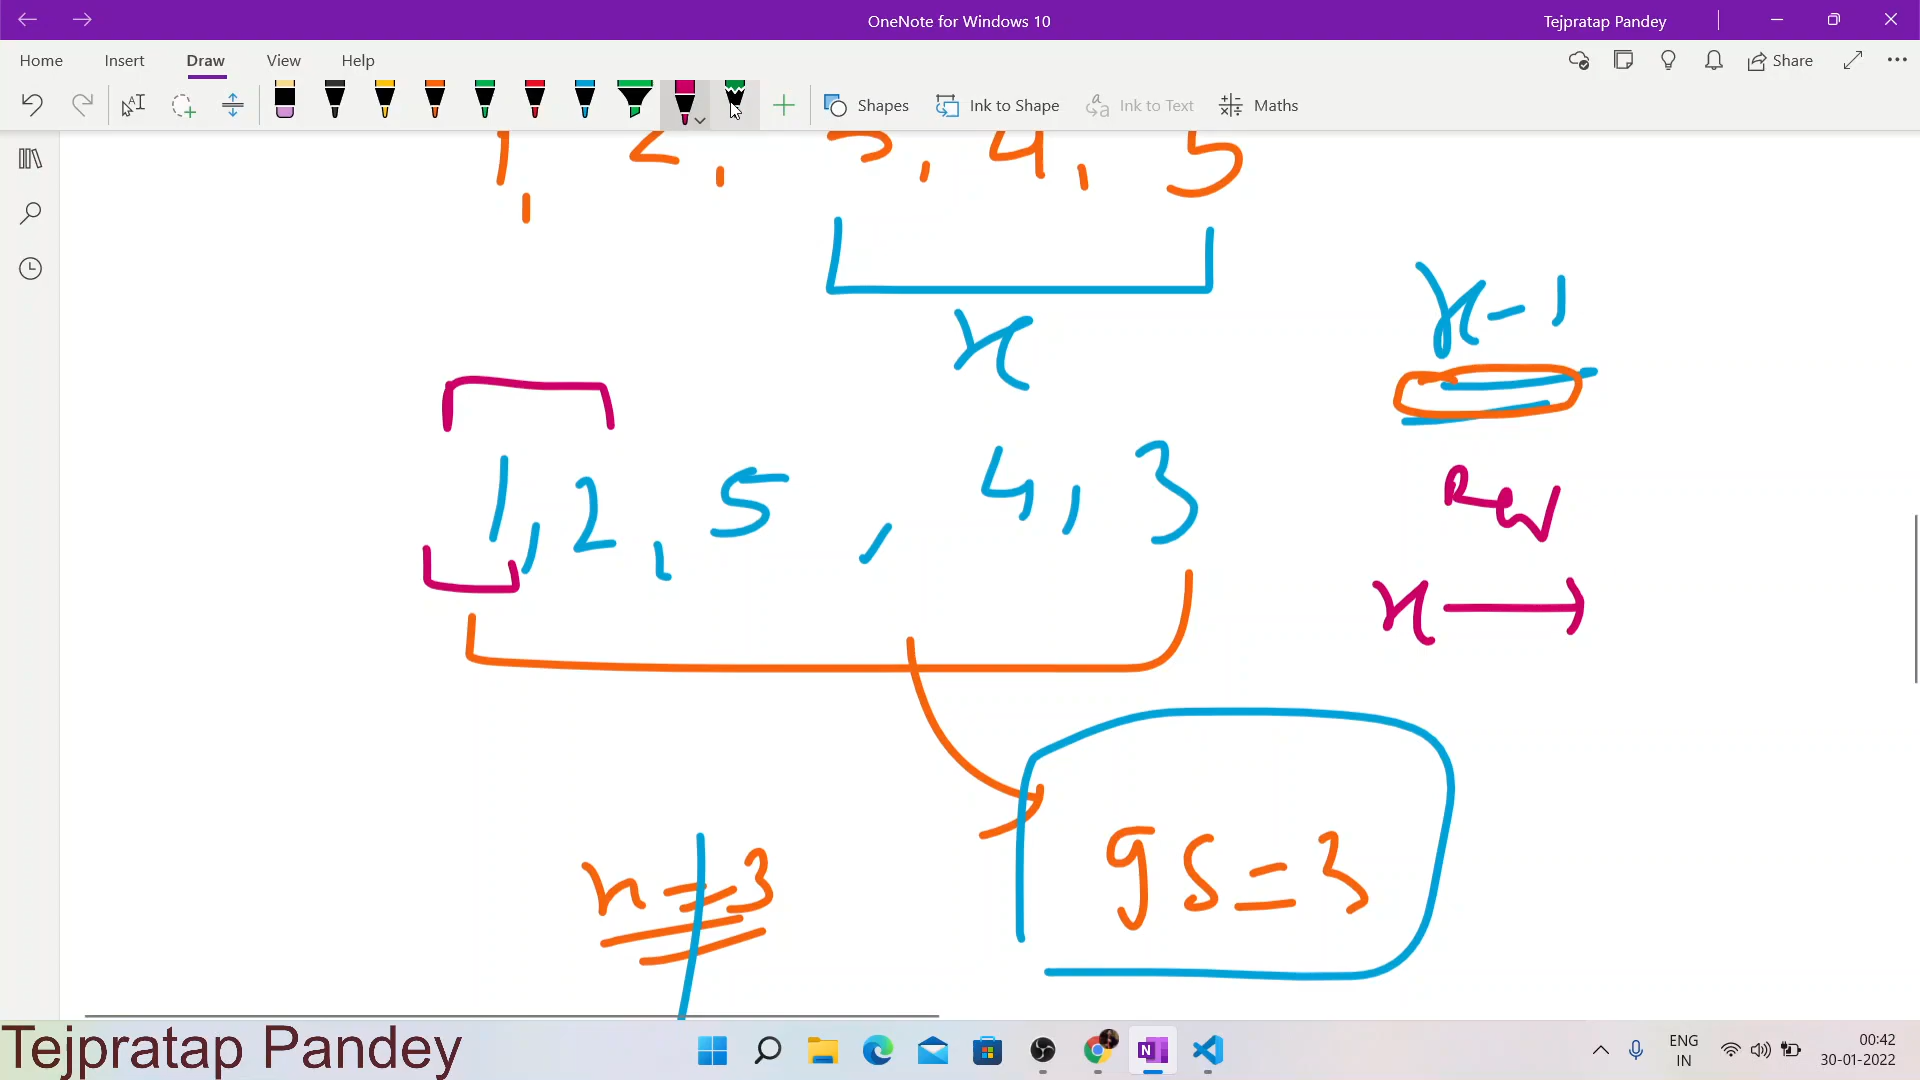 OneNote for Windows 10
Tejpratap Pandey
Home Insert Draw View Help
Share
Shapes Ink to Shape Ink to Text Maths
1, 2, 3, 4, 5
x
x-1
1, 2, 5, 4, 3
Rev
x
n=3
gs=3
Tejpratap Pandey
ENG
IN
00:42
30-01-2022